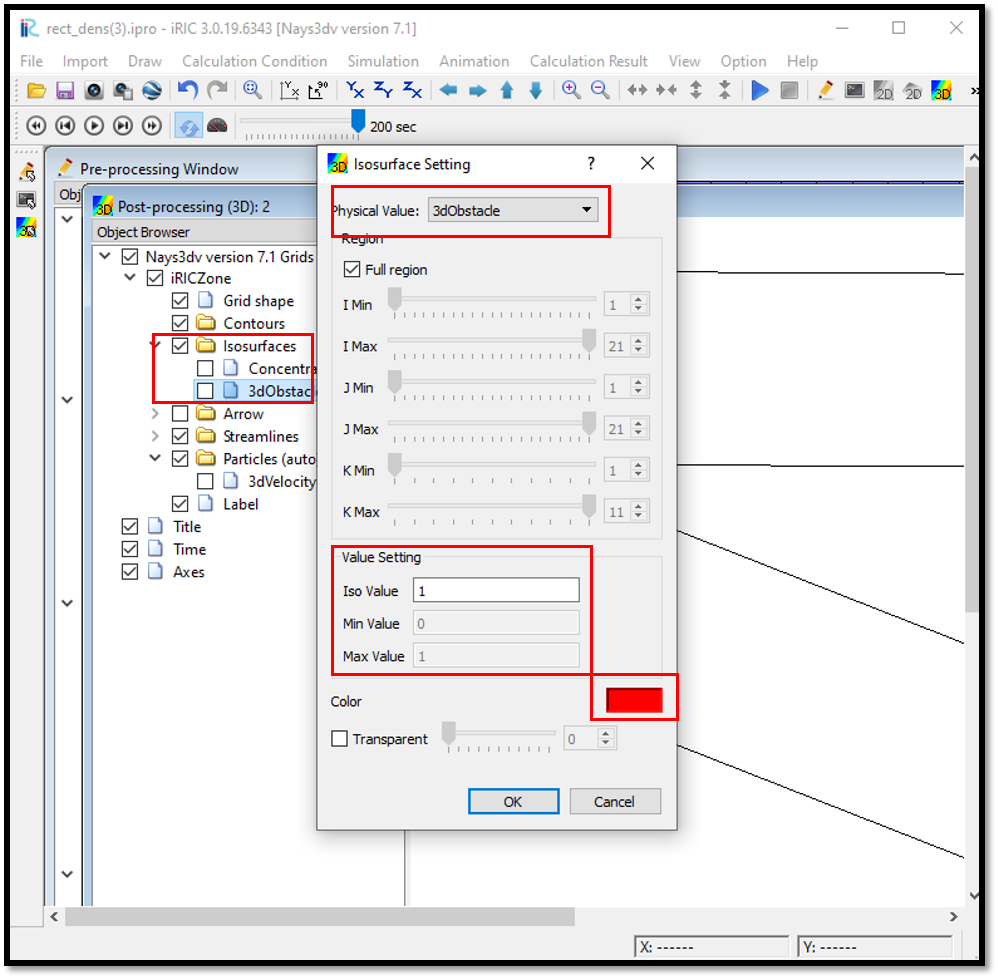 rect_dens(3).ipro - iRIC 3.0.19.6343 [Nays3dv version 7.1]
File Import Draw Calculation Condition Simulation Animation Calculation Result View Option Help
200 sec
Pre-processing Window
Obj
Post-processing (3D): 2
Object Browser
Nays3dv version 7.1 Grids
iRICZone
Grid shape
Contours
Isosurfaces
Concentra
3dObstac
Arrow
Streamlines
Particles (auto
3dVelocity
Label
Title
Time
Axes
3D Isosurface Setting ?
Physical Value: 3dObstacle
Region
Full region
I Min 1
I Max 21
J Min 1
J Max 21
K Min 1
K Max 11
Value Setting
Iso Value 1
Min Value 0
Max Value 1
Color
Transparent 0
OK Cancel
X: ------ Y: ------